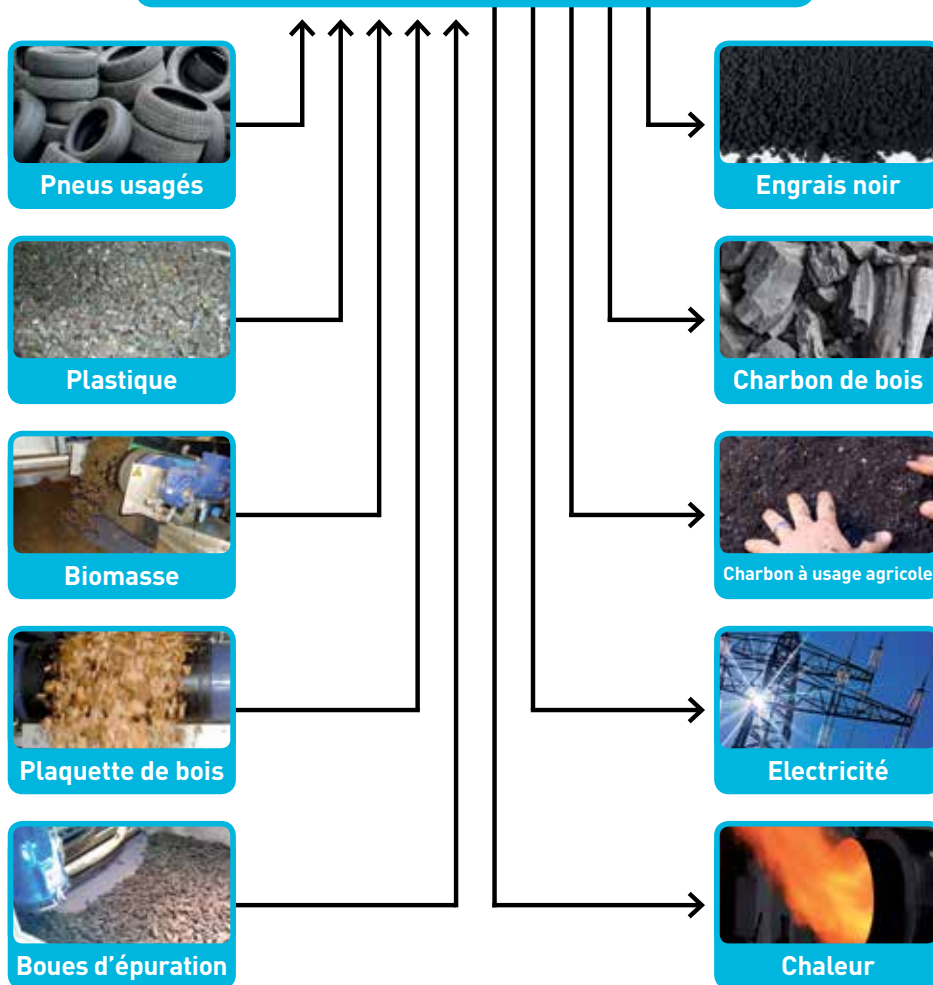 Pneus usagés
Engrais noir
Plastique
Charbon de bois
Biomasse
Charbon à usage agricole
Plaquette de bois
Electricité
Boues d'épuration
Chaleur